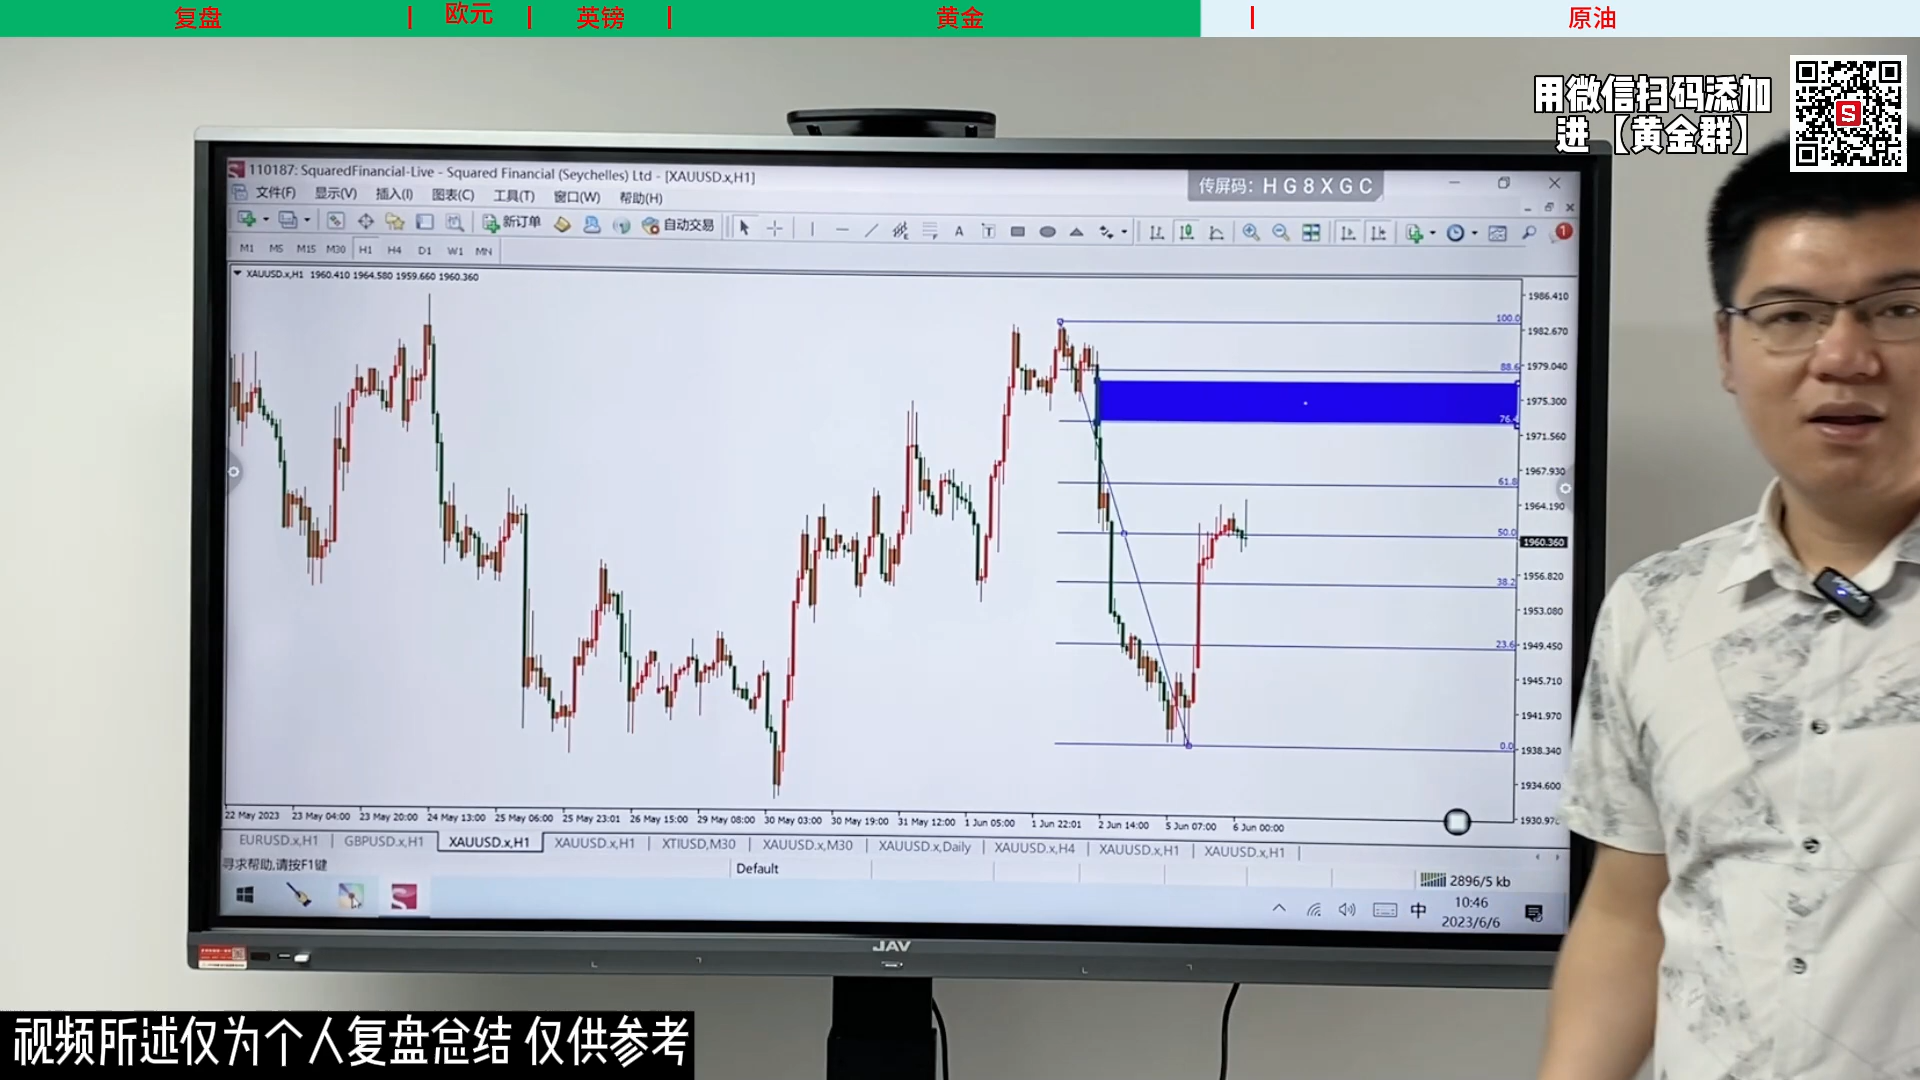 复盘 | 欧元 | 英镑 | 黄金 | 原油
用微信扫码添加
进【黄金群】
110187: SquaredFinancial-Live - Squared Financial (Seychelles) Ltd - [XAUUSD.x,H1]
传屏码: HG8XGC
文件(F) 显示(V) 插入(I) 图表(C) 工具(T) 窗口(W) 帮助(H)
新订单 自动交易 A T 1
M1 M5 M15 M30 H1 H4 D1 W1 MN
XAUUSD.x,H1 1960.410 1964.580 1959.660 1960.360
1986.410
100.0
1982.670
88.6
1979.040
1975.300
76.4
1971.560
1967.930
61.8
1964.190
50.0
1960.360
1956.820
38.2
1953.080
23.6
1949.450
1945.710
1941.970
0.0
1938.340
1934.600
1930.970
22 May 2023 23 May 04:00 23 May 20:00 24 May 13:00 25 May 06:00 25 May 23:01 26 May 15:00 29 May 08:00 30 May 03:00 30 May 19:00 31 May 12:00 1 Jun 05:00 1 Jun 22:01 2 Jun 14:00 5 Jun 07:00 6 Jun 00:00
EURUSD.x,H1 | GBPUSD.x,H1 | XAUUSD.x,H1 | XAUUSD.x,H1 | XTIUSD,M30 | XAUUSD.x,M30 | XAUUSD.x,Daily | XAUUSD.x,H4 | XAUUSD.x,H1 | XAUUSD.x,H1 |
寻求帮助,请按F1键
Default
2896/5 kb
中
10:46
2023/6/6
JAV
视频所述仅为个人复盘总结 仅供参考